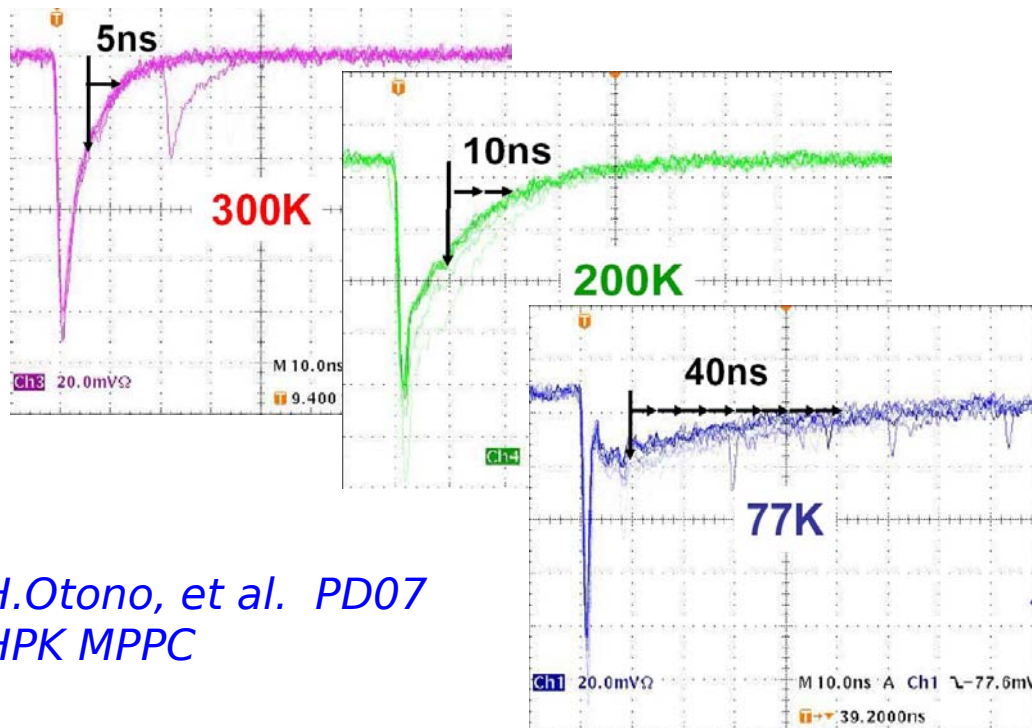 5ns
300K
Ch3 20.0mVΩ
M 10.0ns
T 9.400
T
10ns
200K
Ch4
T
40ns
77K
Ch1 20.0mVΩ
M 10.0ns A Ch1 -77.6mV
T 39.2000ns
H.Otono, et al. PD07
HPK MPPC